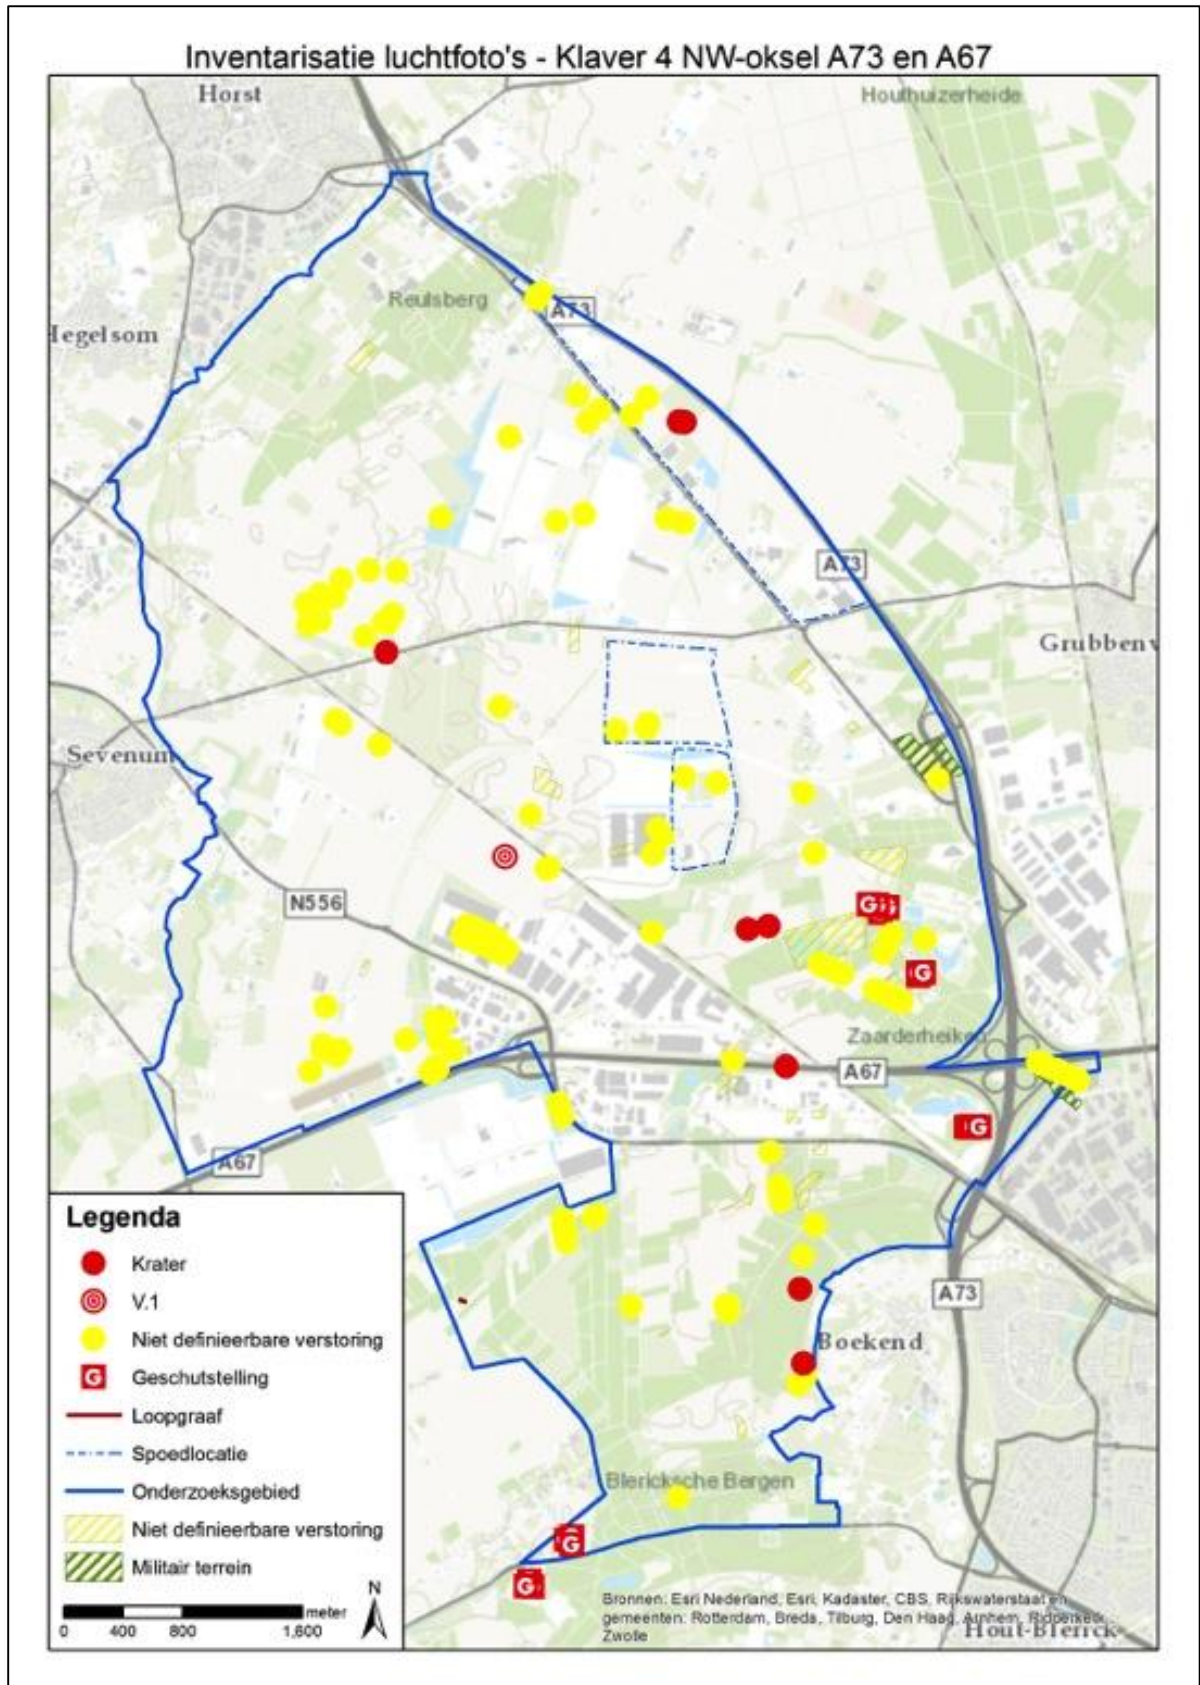 Inventarisatie luchtfoto's - Klaver 4 NW-oksel A73 en A67
Horst
Houthuizerheide
Reulsberg
A73
Hegelsom
A73
Grubbenv
Sevenum
N556
G
G
Zaarderheiken
A67
G
A67
A73
Boekend
Blericksche Bergen
G
G
Hout-Blerick
Legenda
Krater
V.1
Niet definieerbare verstoring
G Geschutstelling
Loopgraaf
Spoedlocatie
Onderzoeksgebied
Niet definieerbare verstoring
Militair terrein
N
meter
0 400 800 1,600
Bronnen: Esri Nederland, Esri, Kadaster, CBS, Rijkswaterstaat en
gemeenten: Rotterdam, Breda, Tilburg, Den Haag, Arnhem, Ridderkerk,
Zwolle